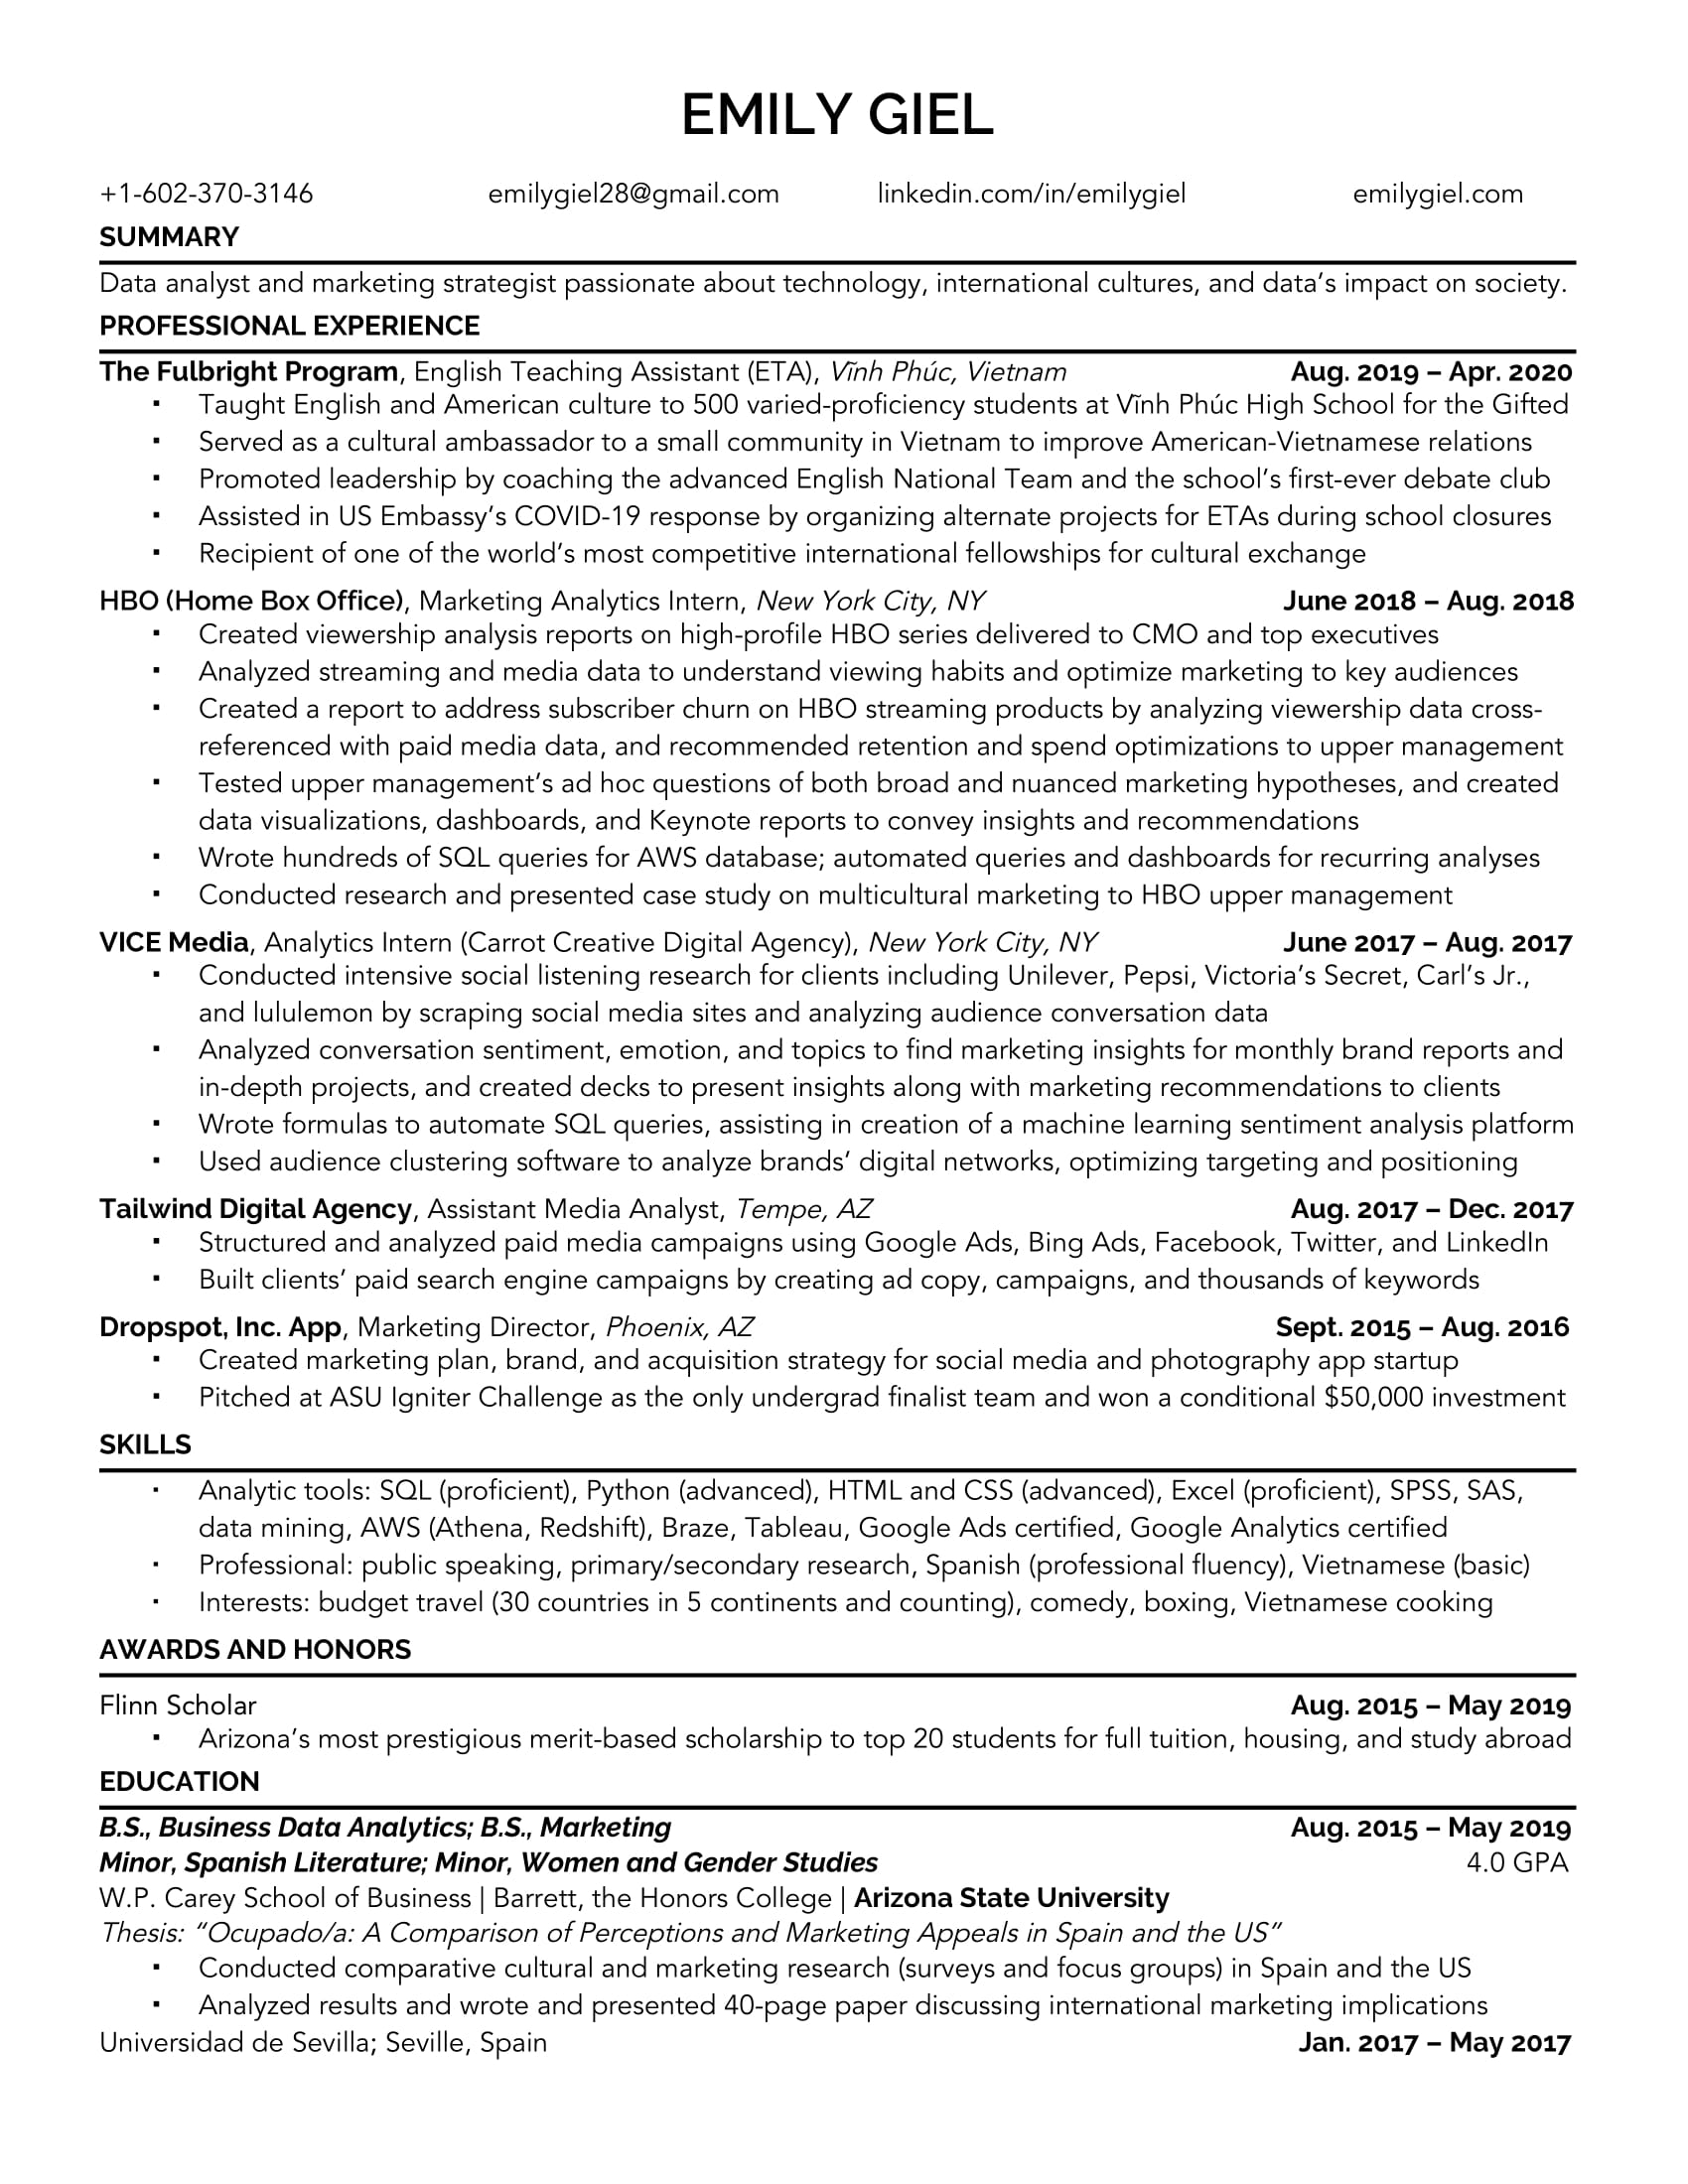 EMILY GIEL
+1-602-370-3146 emilygiel28@gmail.com linkedin.com/in/emilygiel emilygiel.com
SUMMARY
Data analyst and marketing strategist passionate about technology, international cultures, and data’s impact on society.
PROFESSIONAL EXPERIENCE
The Fulbright Program, English Teaching Assistant (ETA), Vĩnh Phúc, Vietnam Aug. 2019 – Apr. 2020
▪ Taught English and American culture to 500 varied-proficiency students at Vĩnh Phúc High School for the Gifted
▪ Served as a cultural ambassador to a small community in Vietnam to improve American-Vietnamese relations
▪ Promoted leadership by coaching the advanced English National Team and the school’s first-ever debate club
▪ Assisted in US Embassy’s COVID-19 response by organizing alternate projects for ETAs during school closures
▪ Recipient of one of the world’s most competitive international fellowships for cultural exchange
HBO (Home Box Office), Marketing Analytics Intern, New York City, NY June 2018 – Aug. 2018
▪ Created viewership analysis reports on high-profile HBO series delivered to CMO and top executives
▪ Analyzed streaming and media data to understand viewing habits and optimize marketing to key audiences
▪ Created a report to address subscriber churn on HBO streaming products by analyzing viewership data cross-
referenced with paid media data, and recommended retention and spend optimizations to upper management
▪ Tested upper management’s ad hoc questions of both broad and nuanced marketing hypotheses, and created
data visualizations, dashboards, and Keynote reports to convey insights and recommendations
▪ Wrote hundreds of SQL queries for AWS database; automated queries and dashboards for recurring analyses
▪ Conducted research and presented case study on multicultural marketing to HBO upper management
VICE Media, Analytics Intern (Carrot Creative Digital Agency), New York City, NY June 2017 – Aug. 2017
▪ Conducted intensive social listening research for clients including Unilever, Pepsi, Victoria’s Secret, Carl’s Jr.,
and lululemon by scraping social media sites and analyzing audience conversation data
▪ Analyzed conversation sentiment, emotion, and topics to find marketing insights for monthly brand reports and
in-depth projects, and created decks to present insights along with marketing recommendations to clients
▪ Wrote formulas to automate SQL queries, assisting in creation of a machine learning sentiment analysis platform
▪ Used audience clustering software to analyze brands’ digital networks, optimizing targeting and positioning
Tailwind Digital Agency, Assistant Media Analyst, Tempe, AZ Aug. 2017 – Dec. 2017
▪ Structured and analyzed paid media campaigns using Google Ads, Bing Ads, Facebook, Twitter, and LinkedIn
▪ Built clients’ paid search engine campaigns by creating ad copy, campaigns, and thousands of keywords
Dropspot, Inc. App, Marketing Director, Phoenix, AZ Sept. 2015 – Aug. 2016
▪ Created marketing plan, brand, and acquisition strategy for social media and photography app startup
▪ Pitched at ASU Igniter Challenge as the only undergrad finalist team and won a conditional $50,000 investment
SKILLS
▪ Analytic tools: SQL (proficient), Python (advanced), HTML and CSS (advanced), Excel (proficient), SPSS, SAS,
data mining, AWS (Athena, Redshift), Braze, Tableau, Google Ads certified, Google Analytics certified
▪ Professional: public speaking, primary/secondary research, Spanish (professional fluency), Vietnamese (basic)
▪ Interests: budget travel (30 countries in 5 continents and counting), comedy, boxing, Vietnamese cooking
AWARDS AND HONORS
Flinn Scholar Aug. 2015 – May 2019
▪ Arizona’s most prestigious merit-based scholarship to top 20 students for full tuition, housing, and study abroad
EDUCATION
B.S., Business Data Analytics; B.S., Marketing Aug. 2015 – May 2019
Minor, Spanish Literature; Minor, Women and Gender Studies 4.0 GPA
W.P. Carey School of Business | Barrett, the Honors College | Arizona State University
Thesis: “Ocupado/a: A Comparison of Perceptions and Marketing Appeals in Spain and the US”
▪ Conducted comparative cultural and marketing research (surveys and focus groups) in Spain and the US
▪ Analyzed results and wrote and presented 40-page paper discussing international marketing implications
Universidad de Sevilla; Seville, Spain Jan. 2017 – May 2017